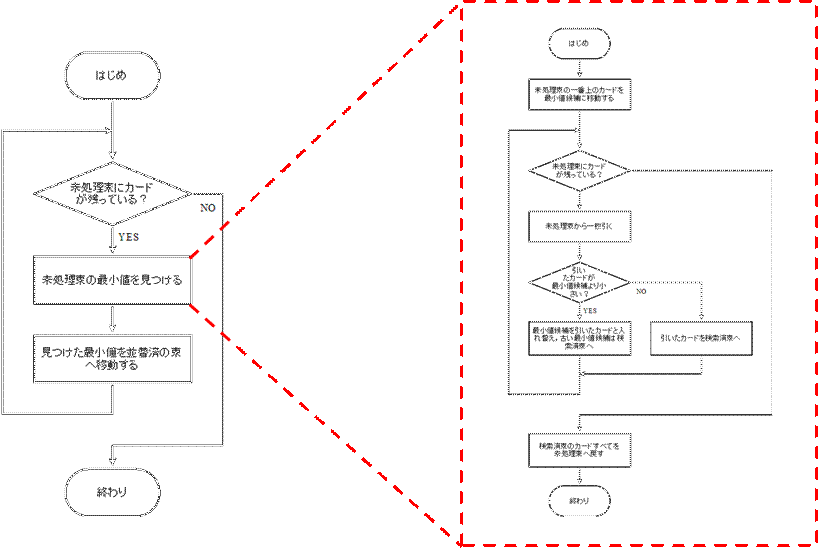 はじめ
未処理束にカード
が残っている？
NO
YES
未処理束の最小値を見つける
見つけた最小値を並替済の束
へ移動する
終わり
はじめ
未処理束の一番上のカードを
最小値候補に移動する
未処理束にカード
が残っている？
未処理束から一枚引く
引い
たカードが
最小値候補より小
さい？
NO
YES
最小値候補を引いたカードと入
れ替え，古い最小値候補は検
索済束へ
引いたカードを検索済束へ
検索済束のカードすべてを
未処理束へ戻す
終わり